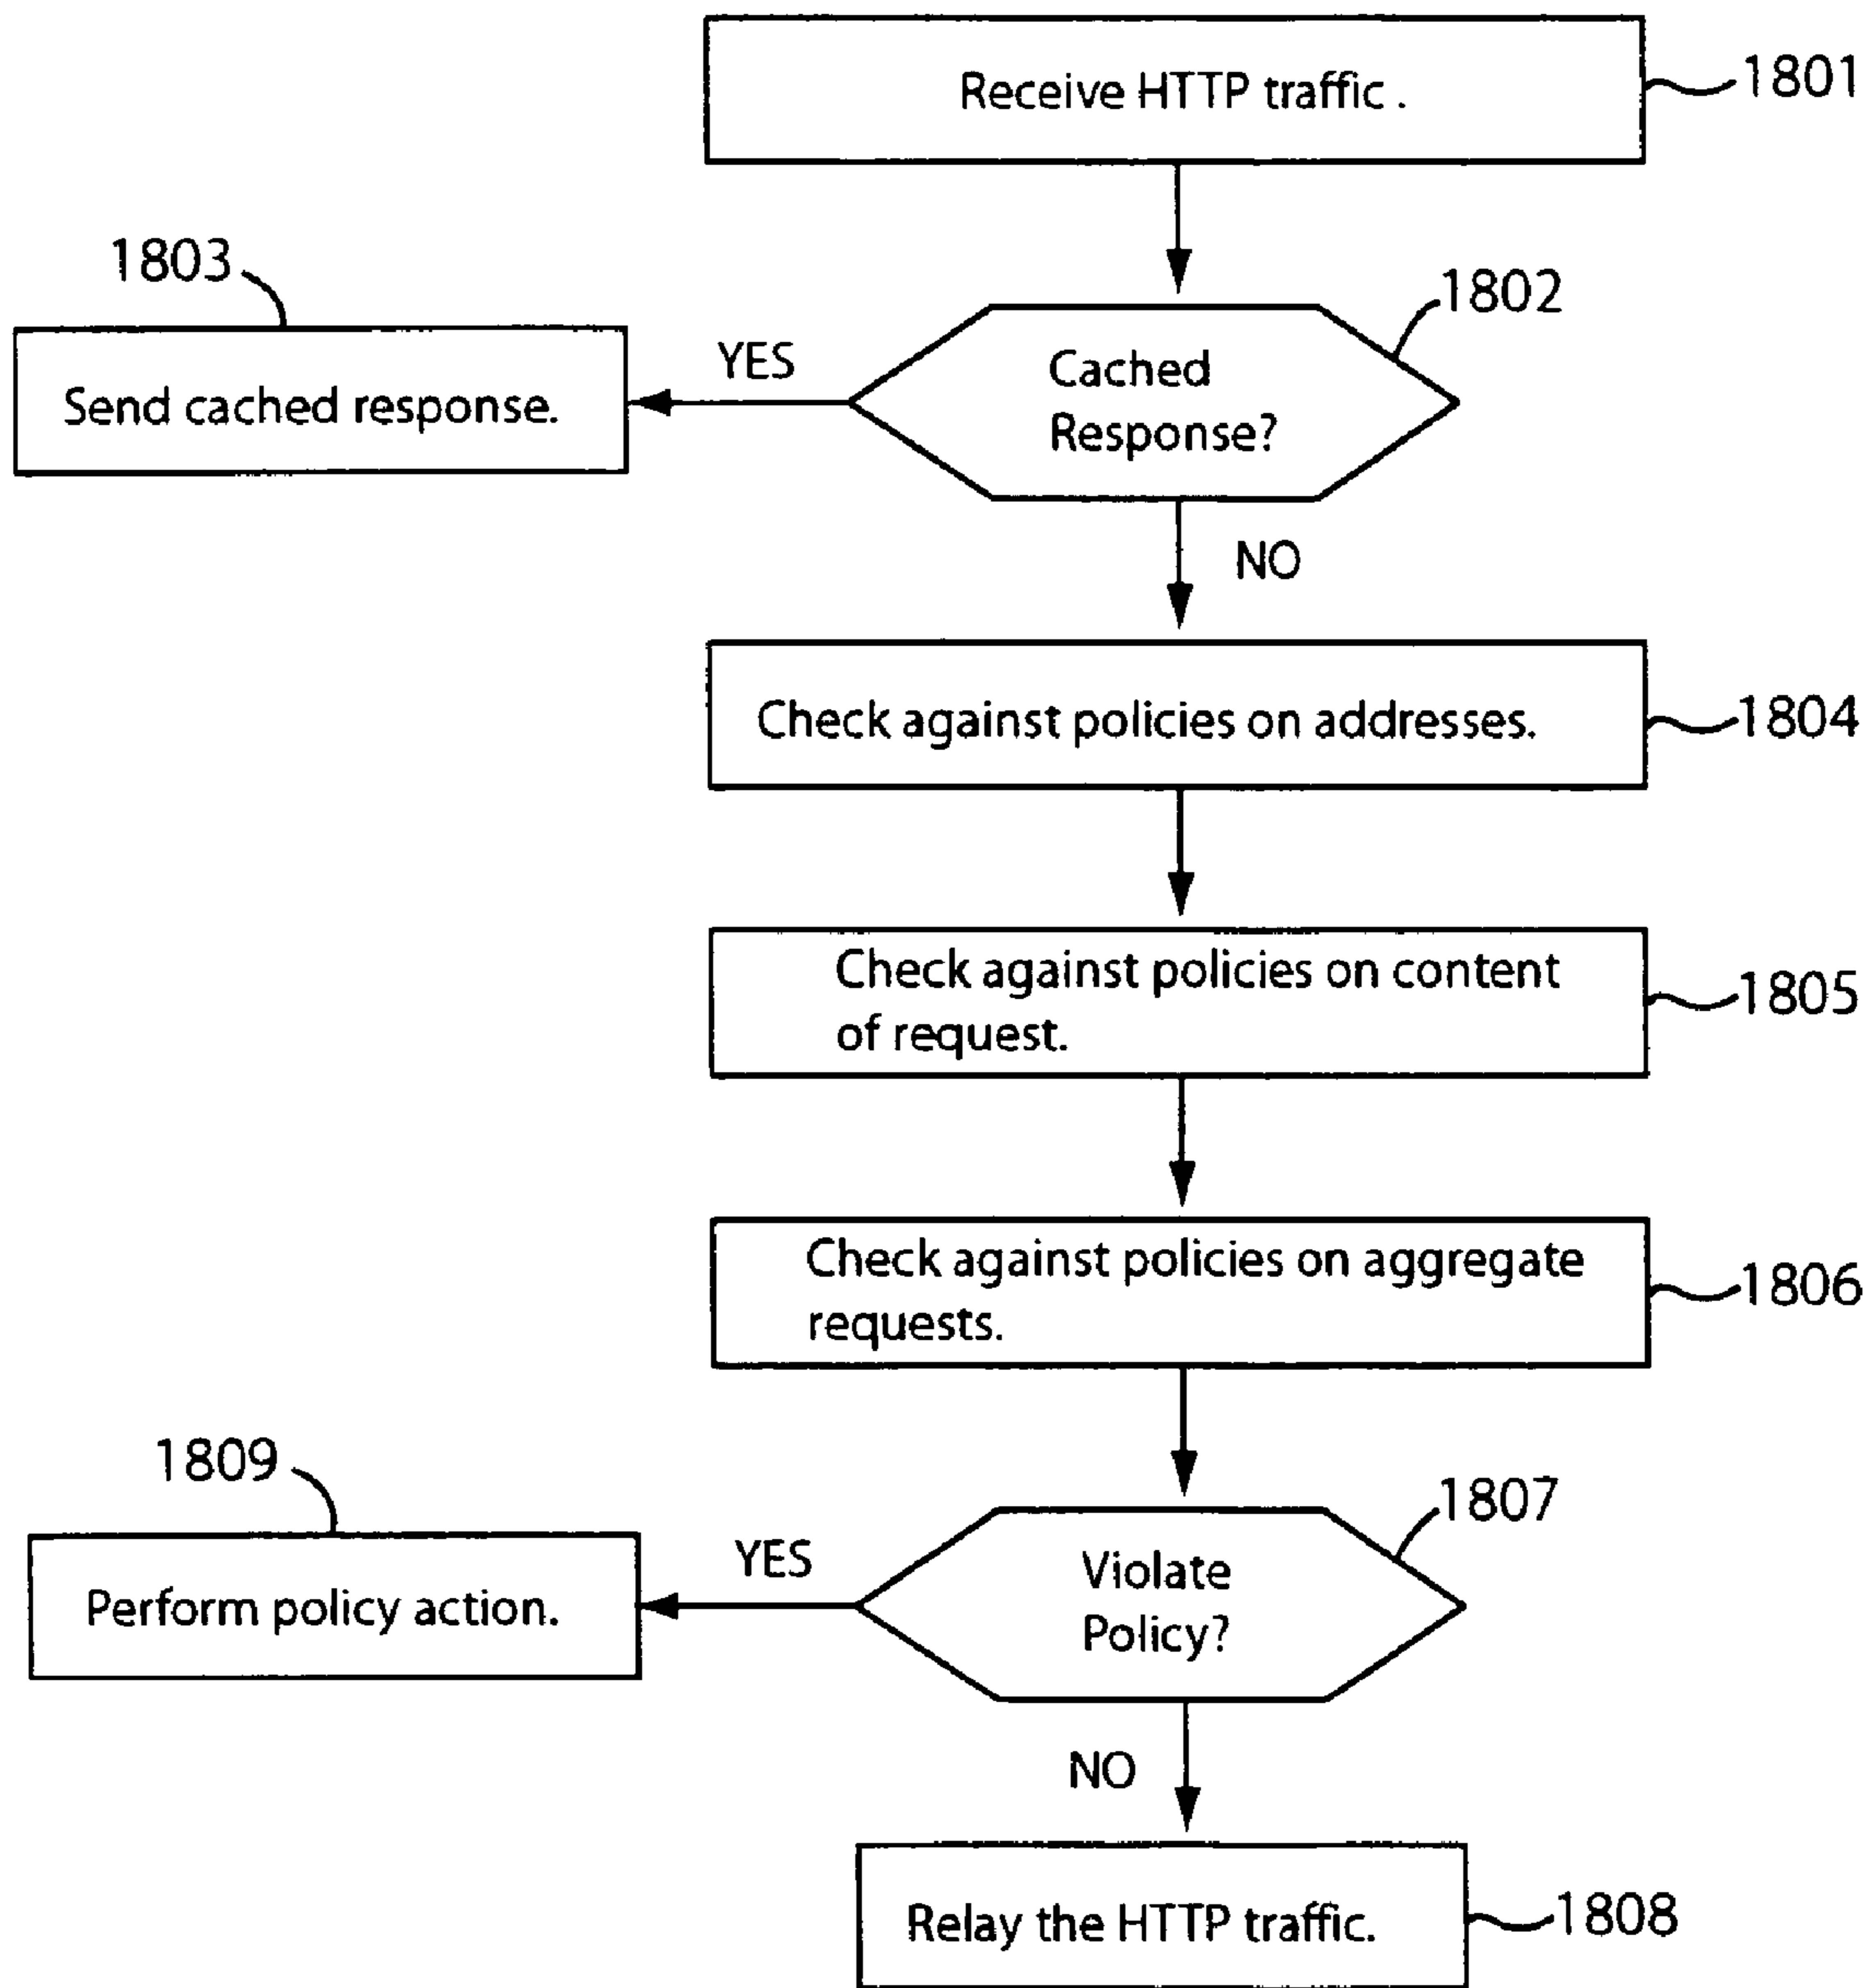 Receive HTTP traffic .
1801
1803
1802
YES
Cached
Response?
Send cached response.
NO
Check against policies on addresses.
1804
Check against policies on content
of request.
1805
Check against policies on aggregate
requests.
1806
1809
1807
YES
Violate
Policy?
Perform policy action.
NO
Relay the HTTP traffic.
1808